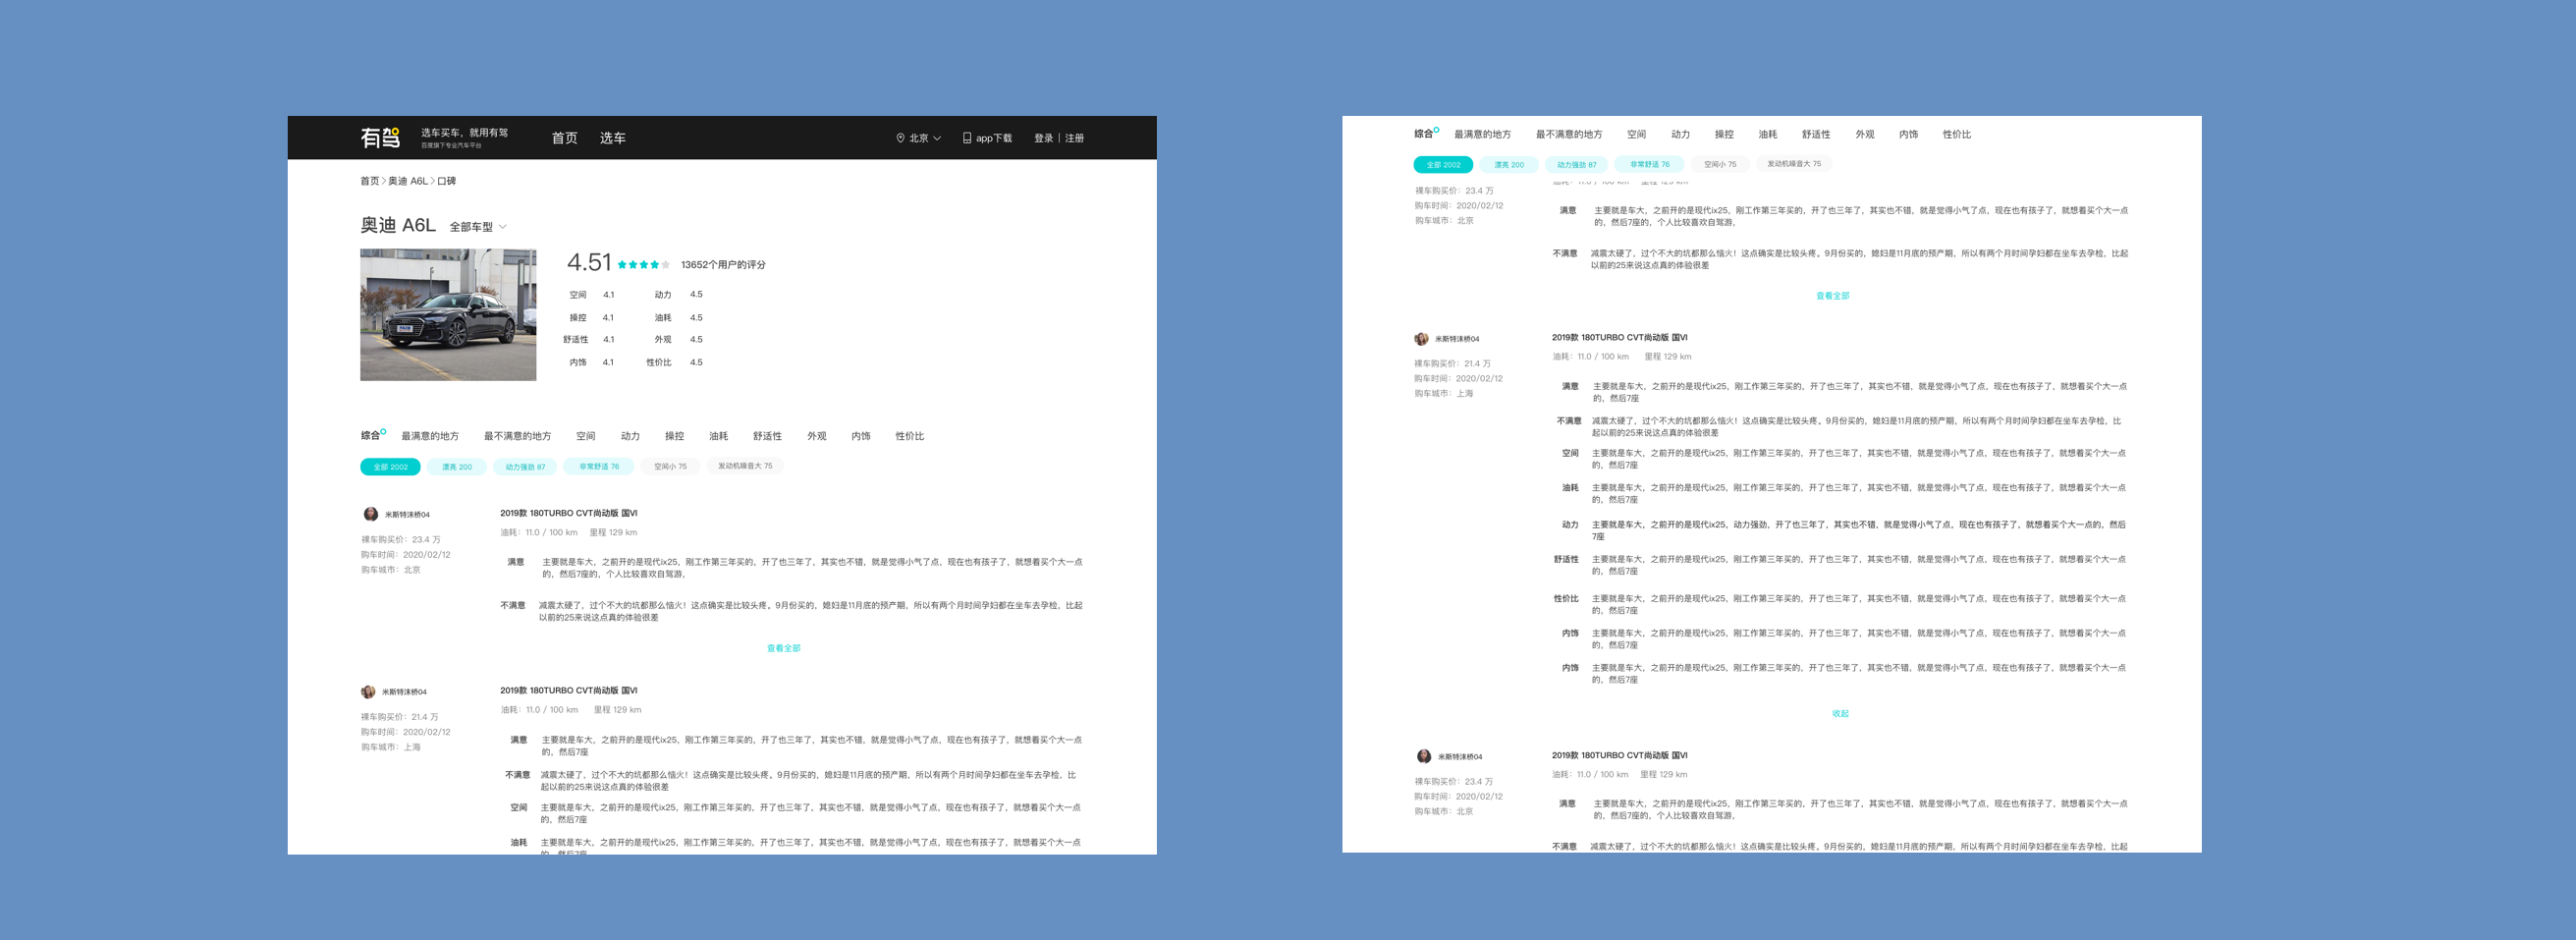 有驾
选车买车，就用有驾
百度旗下专业汽车平台
首页 选车
北京 app下载 登录 | 注册
首页 > 奥迪 A6L > 口碑
奥迪 A6L 全部车型
4.51 13652个用户的评分
空间 4.1 动力 4.5
操控 4.1 油耗 4.5
舒适性 4.1 外观 4.5
内饰 4.1 性价比 4.5
综合 最满意的地方 最不满意的地方 空间 动力 操控 油耗 舒适性 外观 内饰 性价比
全部 2002 漂亮 200 动力强劲 87 非常舒适 76 空间小 75 发动机噪音大 75
米斯特沫桥04
裸车购买价：23.4 万
购车时间：2020/02/12
购车城市：北京
2019款 180TURBO CVT尚动版 国VI
油耗：11.0 / 100 km 里程 129 km
满意 主要就是车大，之前开的是现代ix25，刚工作第三年买的，开了也三年了，其实也不错，就是觉得小气了点，现在也有孩子了，就想着买个大一点
的，然后7座的，个人比较喜欢自驾游，
不满意 减震太硬了，过个不大的坑都那么恼火！这点确实是比较头疼。9月份买的，媳妇是11月底的预产期，所以有两个月时间孕妇都在坐车去孕检，比起
以前的25来说这点真的体验很差
查看全部
米斯特沫桥04
裸车购买价：21.4 万
购车时间：2020/02/12
购车城市：上海
2019款 180TURBO CVT尚动版 国VI
油耗：11.0 / 100 km 里程 129 km
满意 主要就是车大，之前开的是现代ix25，刚工作第三年买的，开了也三年了，其实也不错，就是觉得小气了点，现在也有孩子了，就想着买个大一点
的，然后7座
不满意 减震太硬了，过个不大的坑都那么恼火！这点确实是比较头疼。9月份买的，媳妇是11月底的预产期，所以有两个月时间孕妇都在坐车去孕检，比
起以前的25来说这点真的体验很差
空间 主要就是车大，之前开的是现代ix25，刚工作第三年买的，开了也三年了，其实也不错，就是觉得小气了点，现在也有孩子了，就想着买个大一点
的，然后7座
油耗 主要就是车大，之前开的是现代ix25，刚工作第三年买的，开了也三年了，其实也不错，就是觉得小气了点，现在也有孩子了，就想着买个大一点
的，然后7座
综合 最满意的地方 最不满意的地方 空间 动力 操控 油耗 舒适性 外观 内饰 性价比
全部 2002 漂亮 200 动力强劲 87 非常舒适 76 空间小 75 发动机噪音大 75
油耗：11.0 / 100 km 里程 129 km
裸车购买价：23.4 万
购车时间：2020/02/12
购车城市：北京
满意 主要就是车大，之前开的是现代ix25，刚工作第三年买的，开了也三年了，其实也不错，就是觉得小气了点，现在也有孩子了，就想着买个大一点
的，然后7座的，个人比较喜欢自驾游，
不满意 减震太硬了，过个不大的坑都那么恼火！这点确实是比较头疼。9月份买的，媳妇是11月底的预产期，所以有两个月时间孕妇都在坐车去孕检，比起
以前的25来说这点真的体验很差
查看全部
米斯特沫桥04
裸车购买价：21.4 万
购车时间：2020/02/12
购车城市：上海
2019款 180TURBO CVT尚动版 国VI
油耗：11.0 / 100 km 里程 129 km
满意 主要就是车大，之前开的是现代ix25，刚工作第三年买的，开了也三年了，其实也不错，就是觉得小气了点，现在也有孩子了，就想着买个大一点
的，然后7座
不满意 减震太硬了，过个不大的坑都那么恼火！这点确实是比较头疼。9月份买的，媳妇是11月底的预产期，所以有两个月时间孕妇都在坐车去孕检，比
起以前的25来说这点真的体验很差
空间 主要就是车大，之前开的是现代ix25，刚工作第三年买的，开了也三年了，其实也不错，就是觉得小气了点，现在也有孩子了，就想着买个大一点
的，然后7座
油耗 主要就是车大，之前开的是现代ix25，刚工作第三年买的，开了也三年了，其实也不错，就是觉得小气了点，现在也有孩子了，就想着买个大一点
的，然后7座
动力 主要就是车大，之前开的是现代ix25，动力强劲，开了也三年了，其实也不错，就是觉得小气了点，现在也有孩子了，就想着买个大一点的，然后
7座
舒适性 主要就是车大，之前开的是现代ix25，刚工作第三年买的，开了也三年了，其实也不错，就是觉得小气了点，现在也有孩子了，就想着买个大一点
的，然后7座
性价比 主要就是车大，之前开的是现代ix25，刚工作第三年买的，开了也三年了，其实也不错，就是觉得小气了点，现在也有孩子了，就想着买个大一点
的，然后7座
内饰 主要就是车大，之前开的是现代ix25，刚工作第三年买的，开了也三年了，其实也不错，就是觉得小气了点，现在也有孩子了，就想着买个大一点
的，然后7座
内饰 主要就是车大，之前开的是现代ix25，刚工作第三年买的，开了也三年了，其实也不错，就是觉得小气了点，现在也有孩子了，就想着买个大一点
的，然后7座
收起
米斯特沫桥04
裸车购买价：23.4 万
购车时间：2020/02/12
购车城市：北京
2019款 180TURBO CVT尚动版 国VI
油耗：11.0 / 100 km 里程 129 km
满意 主要就是车大，之前开的是现代ix25，刚工作第三年买的，开了也三年了，其实也不错，就是觉得小气了点，现在也有孩子了，就想着买个大一点
的，然后7座的，个人比较喜欢自驾游，
不满意 减震太硬了，过个不大的坑都那么恼火！这点确实是比较头疼。9月份买的，媳妇是11月底的预产期，所以有两个月时间孕妇都在坐车去孕检，比起